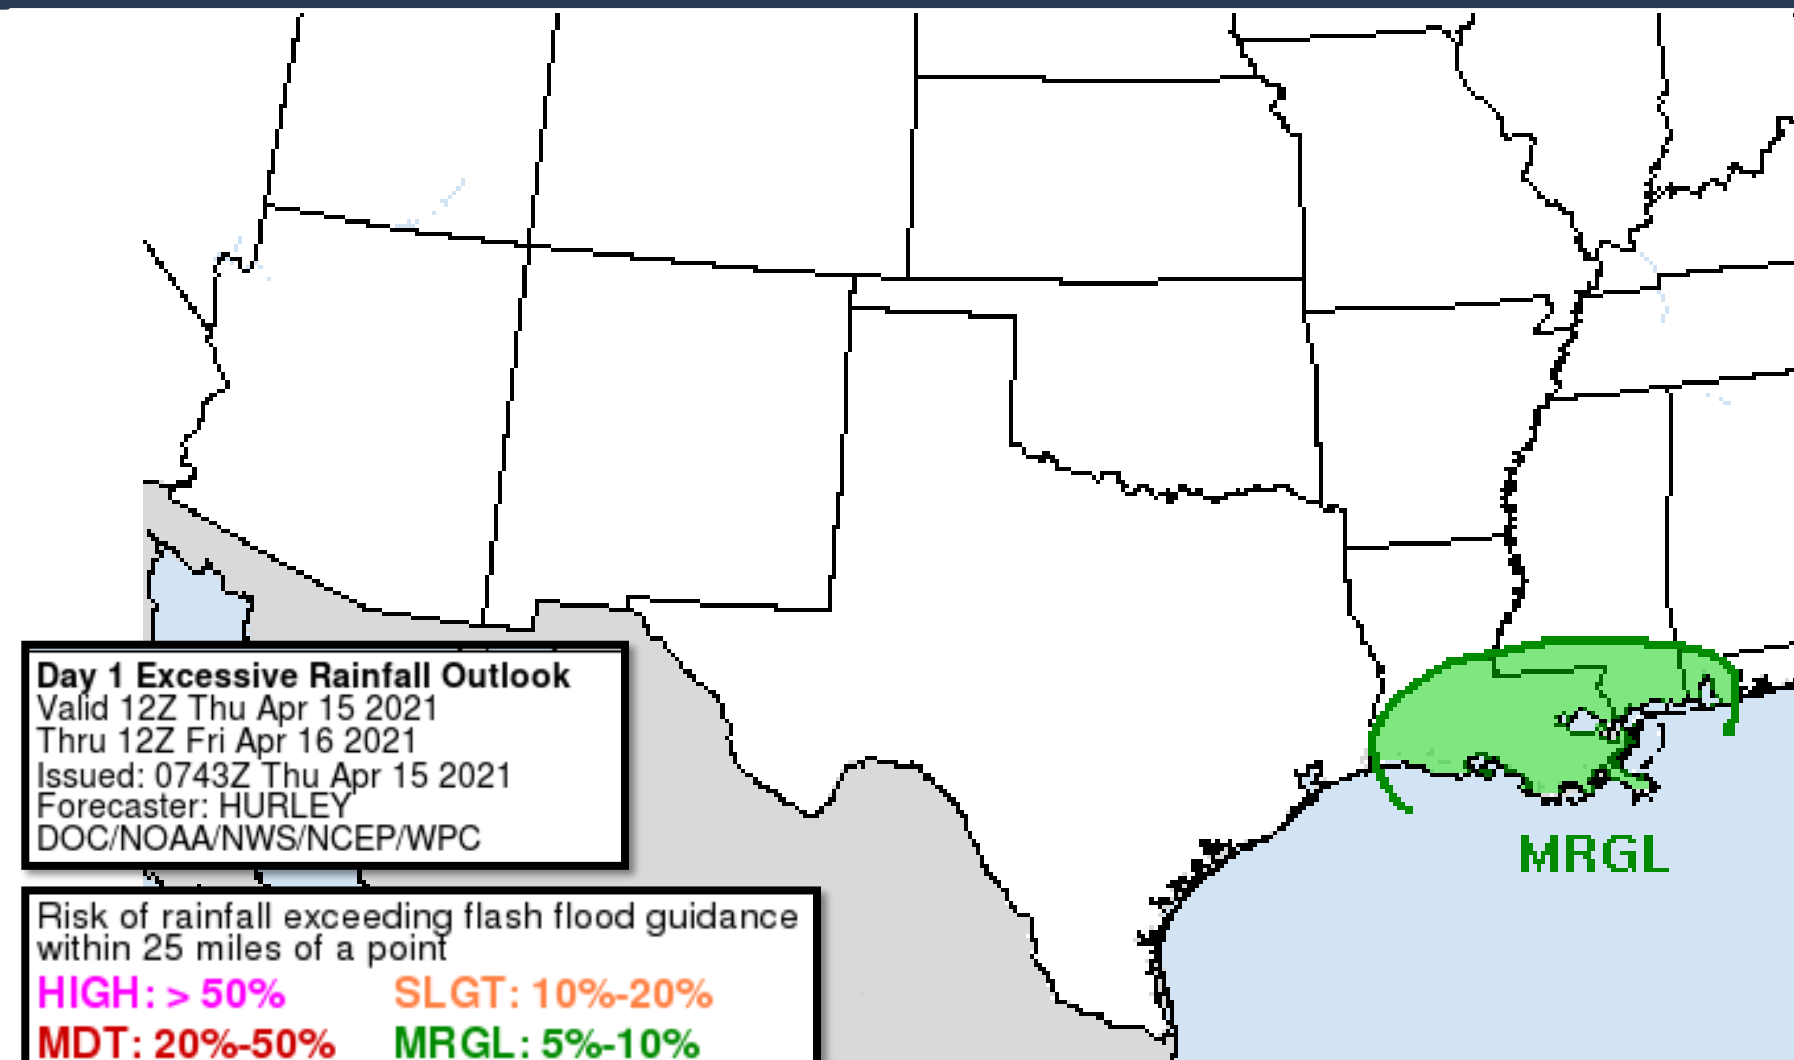 MRGL
Day 1 Excessive Rainfall Outlook
Valid 12Z Thu Apr 15 2021
Thru 12Z Fri Apr 16 2021
Issued: 0743Z Thu Apr 15 2021
Forecaster: HURLEY
DOC/NOAA/NWS/NCEP/WPC
Risk of rainfall exceeding flash flood guidance
within 25 miles of a point
HIGH: > 50% SLGT: 10%-20%
MDT: 20%-50% MRGL: 5%-10%